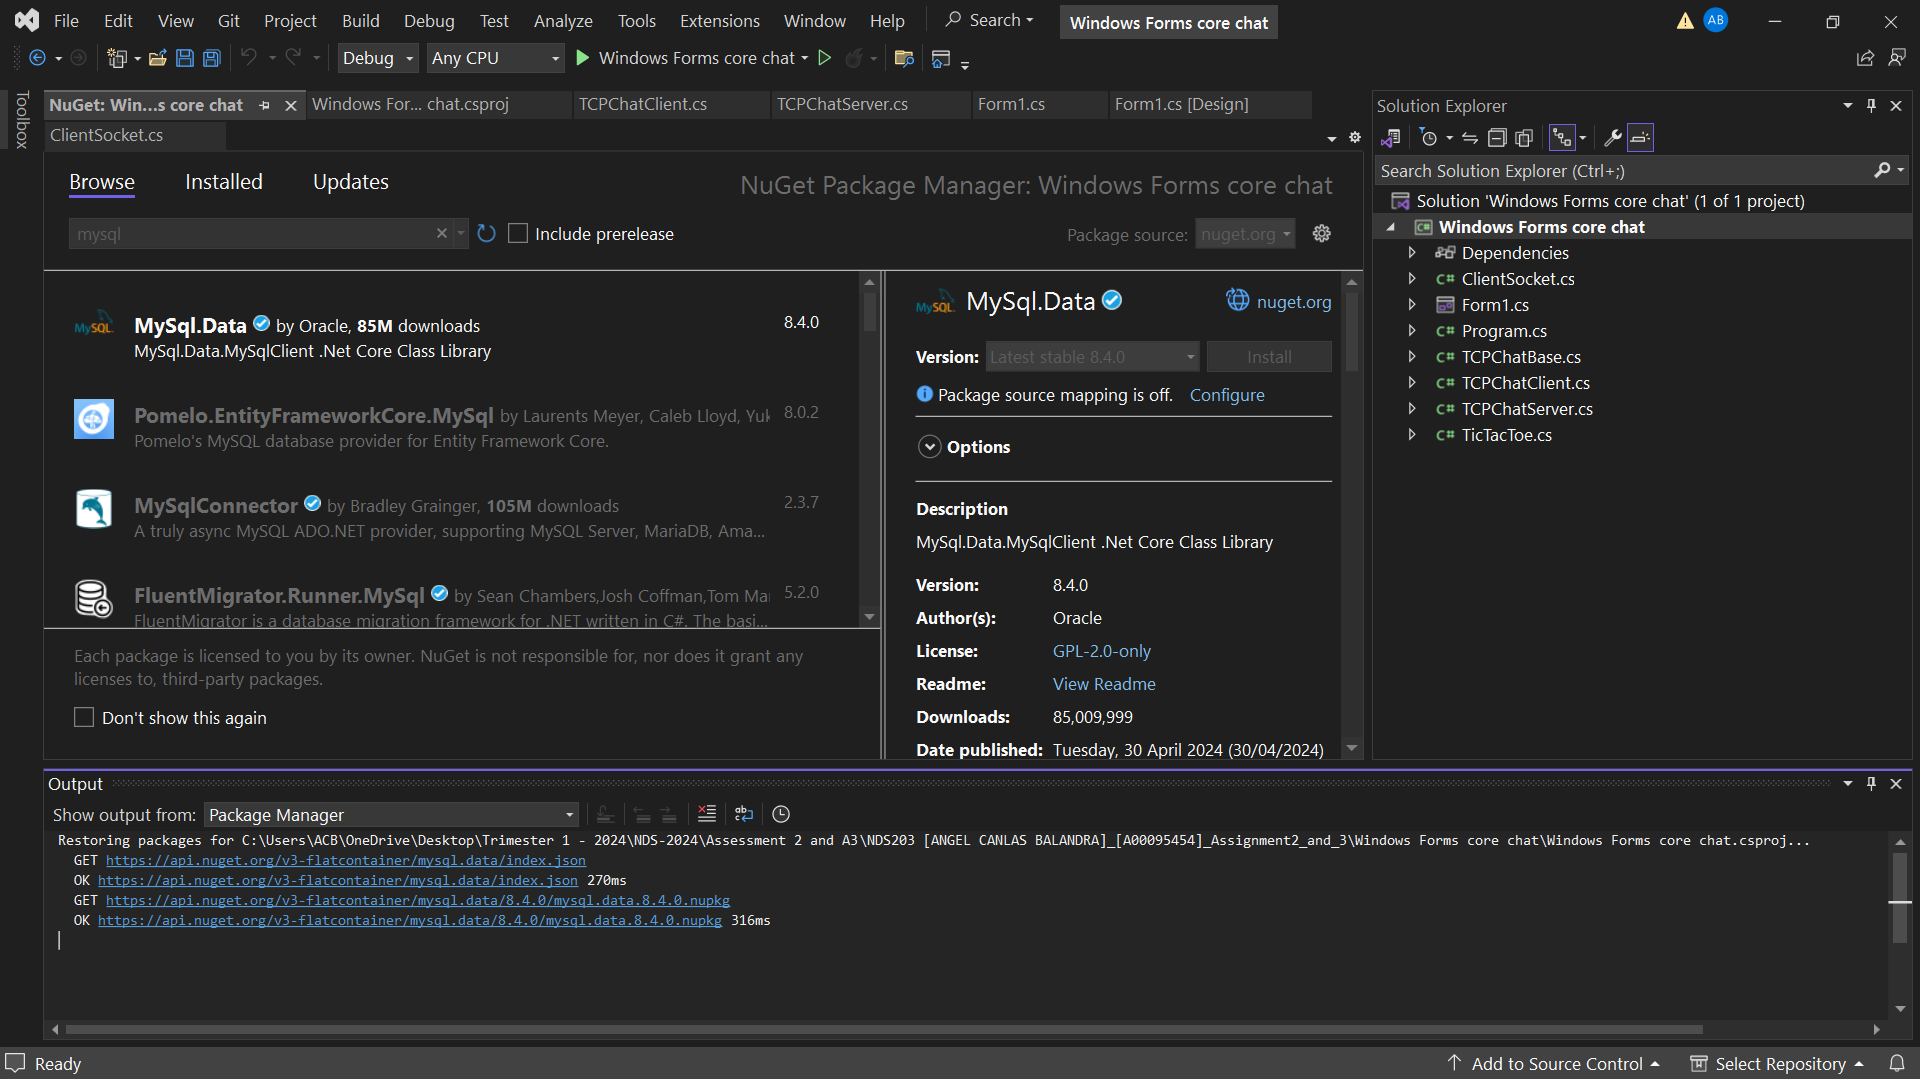 File Edit View Git Project Build Debug Test Analyze Tools Extensions Window Help Search Windows Forms core chat AB
Debug Any CPU Windows Forms core chat
Toolbox
NuGet: Win...s core chat Windows For... chat.csproj TCPChatClient.cs TCPChatServer.cs Form1.cs Form1.cs [Design]
ClientSocket.cs
Browse Installed Updates NuGet Package Manager: Windows Forms core chat
mysql Include prerelease Package source: nuget.org
MySQL. MySql.Data by Oracle, 85M downloads 8.4.0
MySql.Data.MySqlClient .Net Core Class Library
Pomelo.EntityFrameworkCore.MySql by Laurents Meyer, Caleb Lloyd, Yuk 8.0.2
Pomelo's MySQL database provider for Entity Framework Core.
MySqlConnector by Bradley Grainger, 105M downloads 2.3.7
A truly async MySQL ADO.NET provider, supporting MySQL Server, MariaDB, Ama...
FluentMigrator.Runner.MySql by Sean Chambers,Josh Coffman,Tom Ma 5.2.0
FluentMigrator is a database migration framework for .NET written in C#. The basi...
Each package is licensed to you by its owner. NuGet is not responsible for, nor does it grant any
licenses to, third-party packages.
Don't show this again
MySQL. MySql.Data nuget.org
Version: Latest stable 8.4.0 Install
Package source mapping is off. Configure
Options
Description
MySql.Data.MySqlClient .Net Core Class Library
Version: 8.4.0
Author(s): Oracle
License: GPL-2.0-only
Readme: View Readme
Downloads: 85,009,999
Date published: Tuesday, 30 April 2024 (30/04/2024)
Solution Explorer
Search Solution Explorer (Ctrl+;)
Solution 'Windows Forms core chat' (1 of 1 project)
C# Windows Forms core chat
Dependencies
C# ClientSocket.cs
Form1.cs
C# Program.cs
C# TCPChatBase.cs
C# TCPChatClient.cs
C# TCPChatServer.cs
C# TicTacToe.cs
Output
Show output from: Package Manager
Restoring packages for C:\Users\ACB\OneDrive\Desktop\Trimester 1 - 2024\NDS-2024\Assessment 2 and A3\NDS203 [ANGEL CANLAS BALANDRA]_[A00095454]_Assignment2_and_3\Windows Forms core chat\Windows Forms core chat.csproj...
GET https://api.nuget.org/v3-flatcontainer/mysql.data/index.json
OK https://api.nuget.org/v3-flatcontainer/mysql.data/index.json 270ms
GET https://api.nuget.org/v3-flatcontainer/mysql.data/8.4.0/mysql.data.8.4.0.nupkg
OK https://api.nuget.org/v3-flatcontainer/mysql.data/8.4.0/mysql.data.8.4.0.nupkg 316ms
Ready Add to Source Control Select Repository